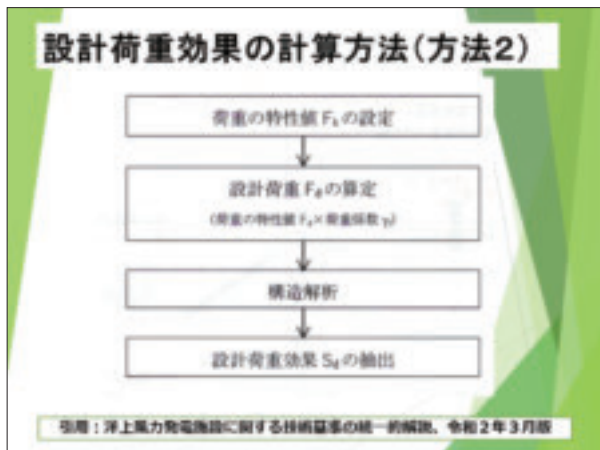 設計荷重効果の計算方法(方法2)
荷重の特性値 Fₖ の設定
設計荷重 F_d の算定
(荷重の特性値 Fₖ × 荷重係数 γ_f)
構造解析
設計荷重効果 S_d の抽出
引用:洋上風力発電施設に関する技術基準の統一的解説、令和2年3月版